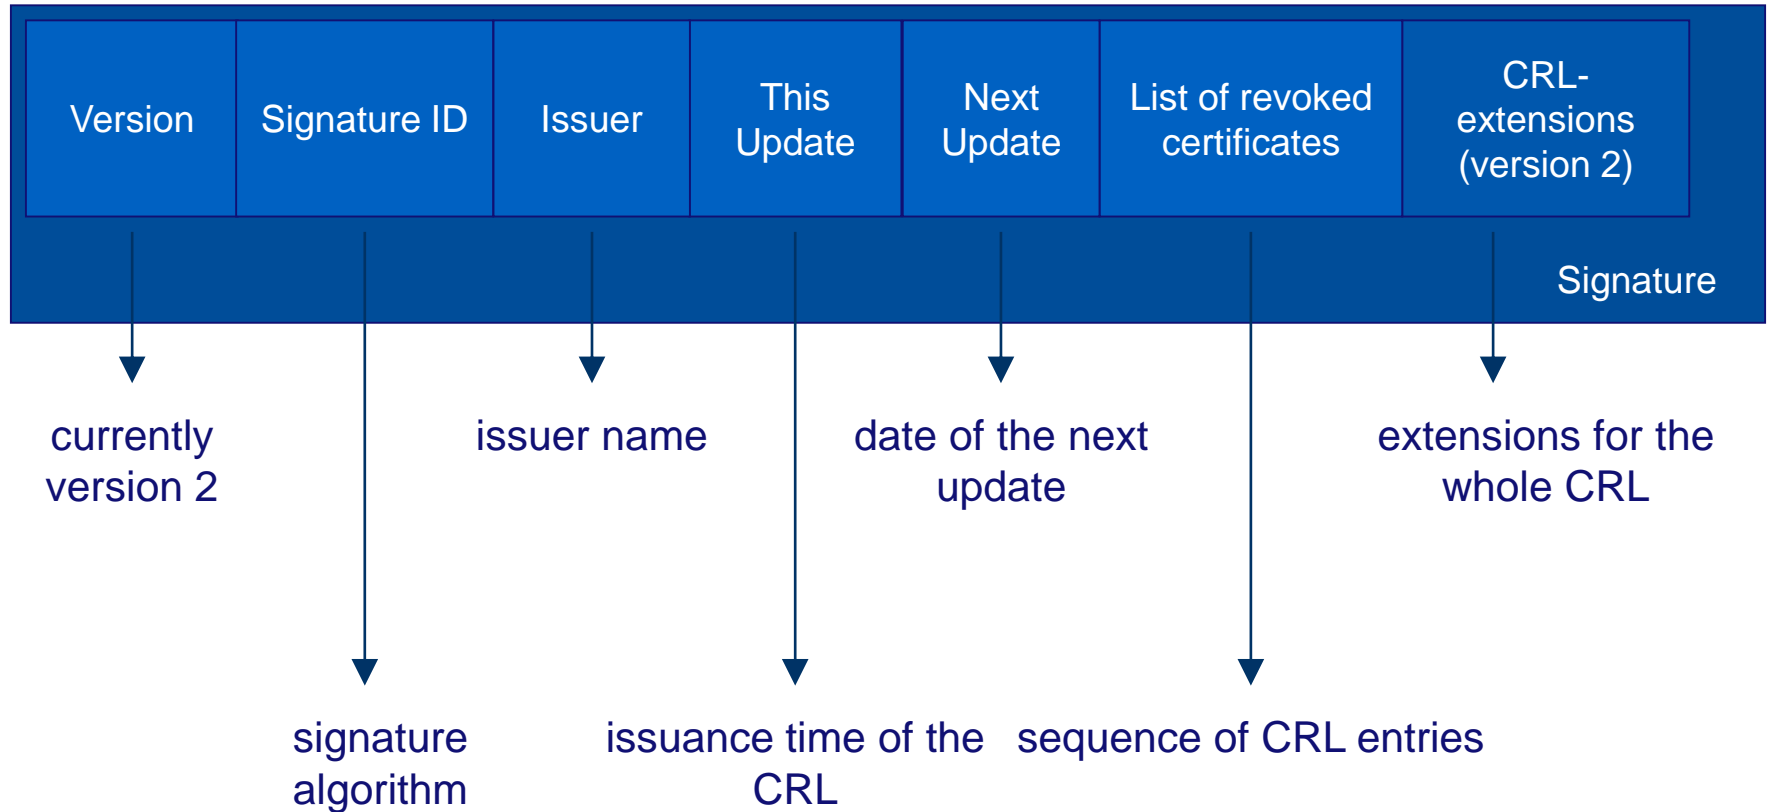 Version
Signature ID
Issuer
This
Update
Next
Update
List of revoked
certificates
CRL-
extensions
(version 2)
Signature
currently
version 2
issuer name
date of the next
update
extensions for the
whole CRL
signature
algorithm
issuance time of the
CRL
sequence of CRL entries